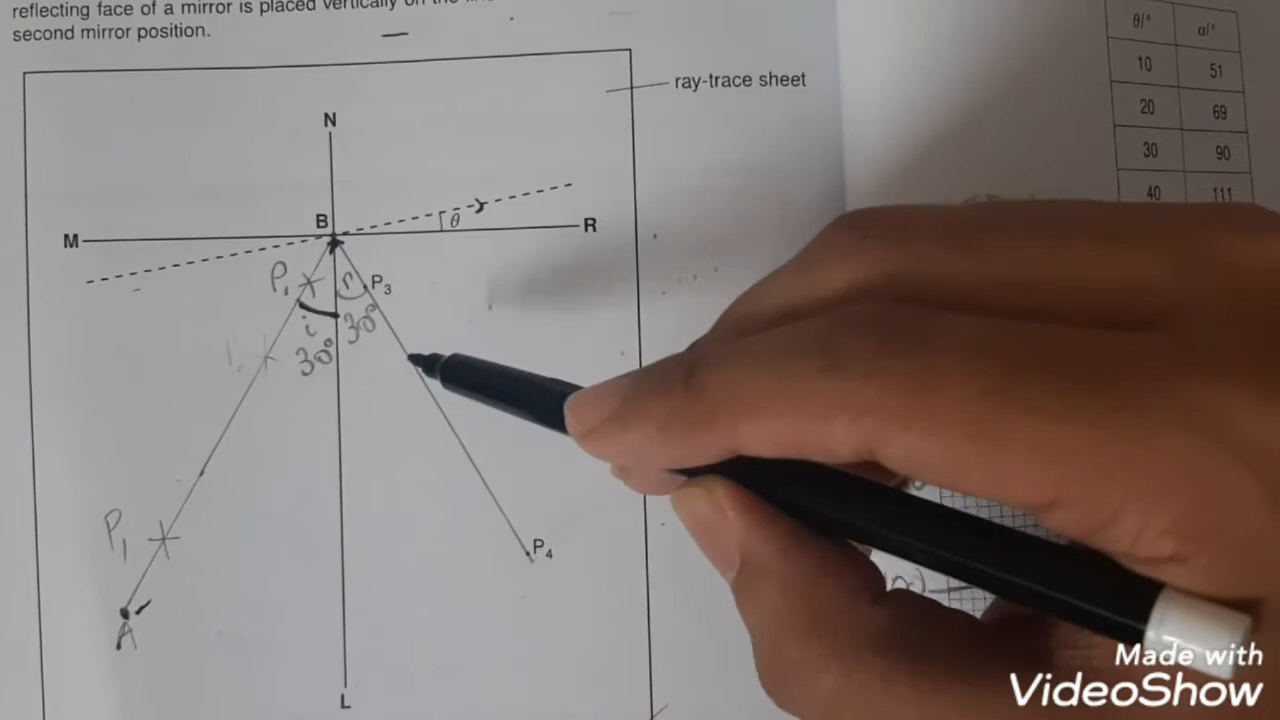 reflecting face of a mirror is placed vertically on the
second mirror position.
ray-trace sheet
N
B
θ
M
R
P, r P3
i
30° 30°
P1
P4
A
L
θ/° α/°
10 51
20 69
30 90
40 111
Made with
VideoShow